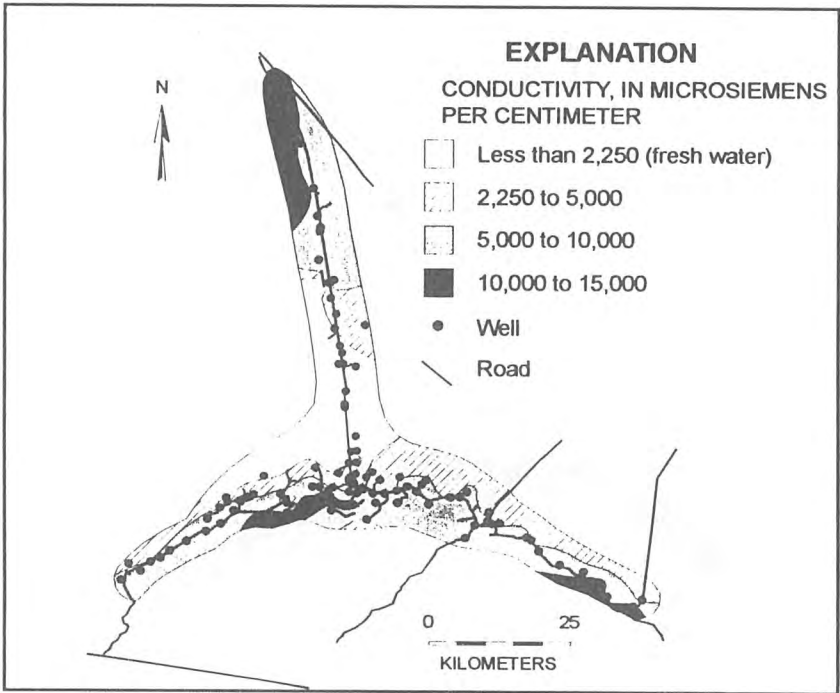 N
EXPLANATION
CONDUCTIVITY, IN MICROSIEMENS
PER CENTIMETER
Less than 2,250 (fresh water)
2,250 to 5,000
5,000 to 10,000
10,000 to 15,000
Well
Road
0 25
KILOMETERS